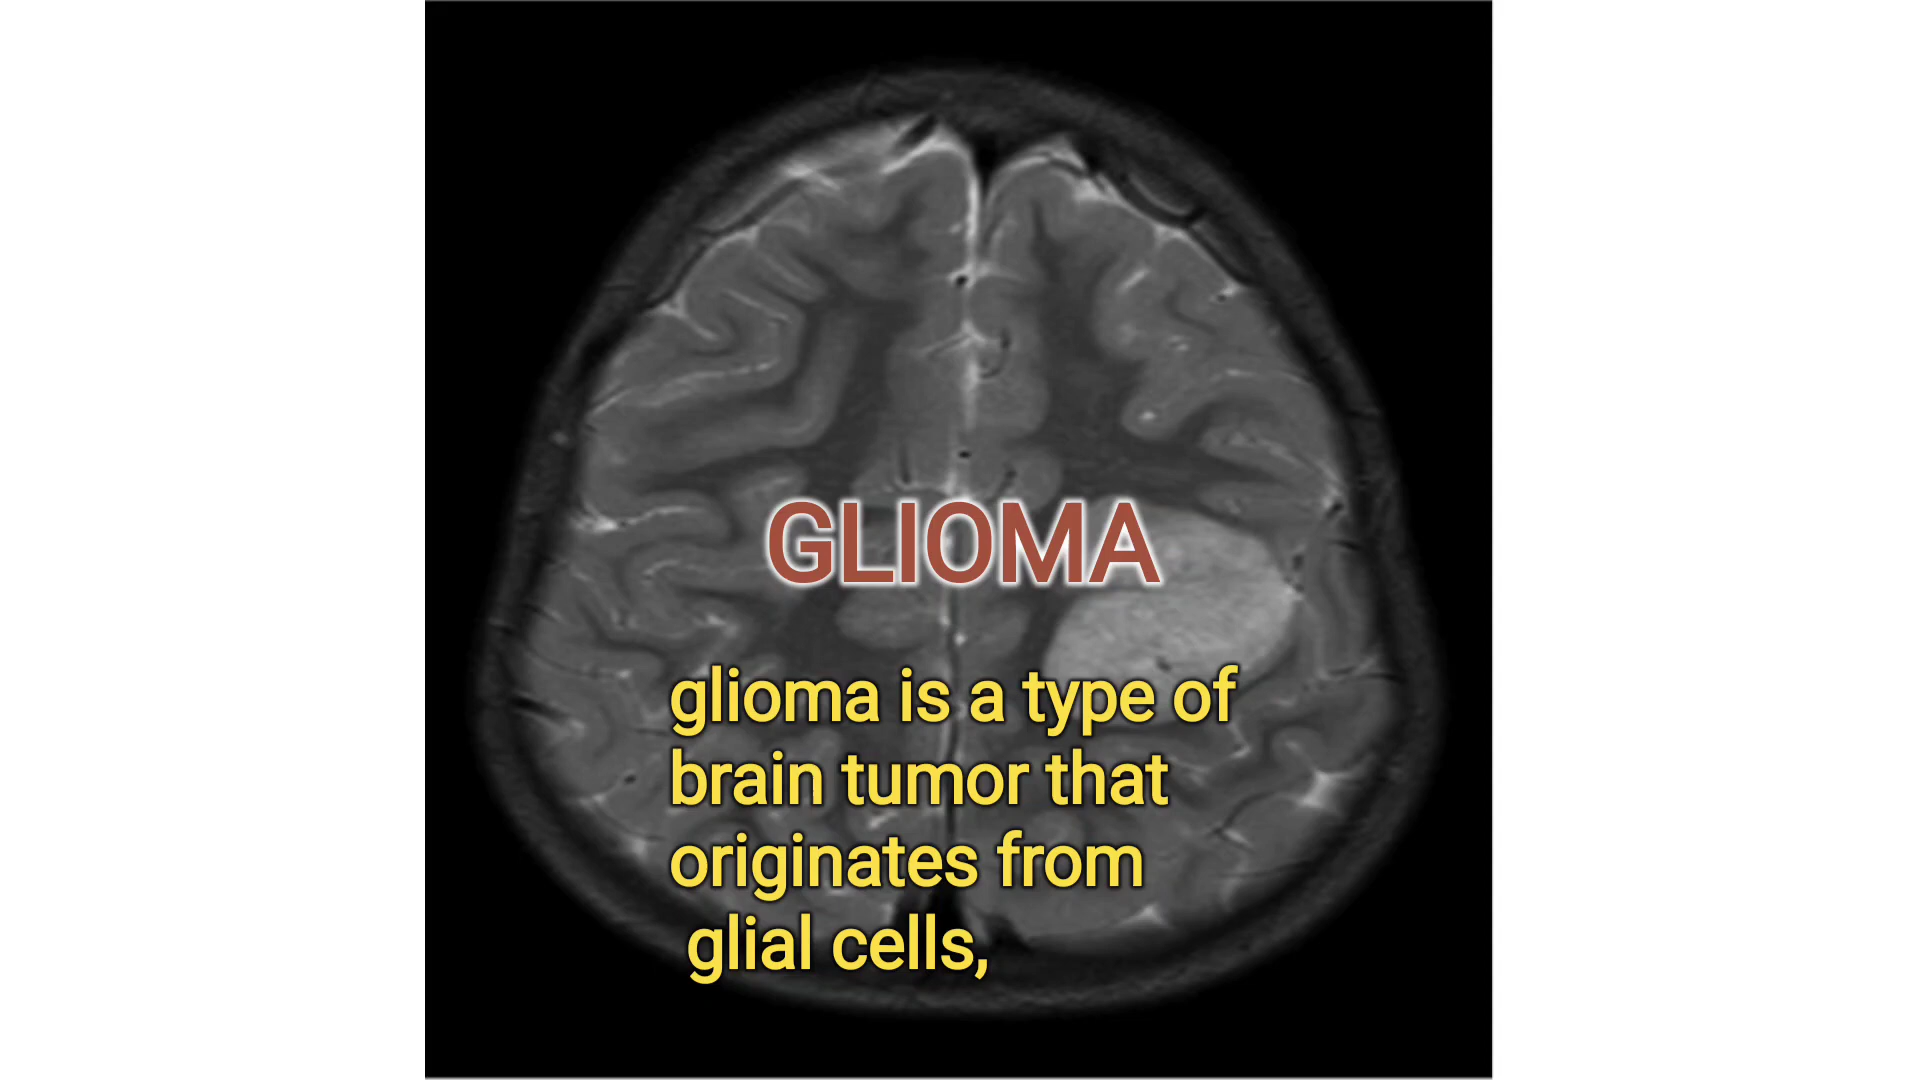 GLIOMA
glioma is a type of
brain tumor that
originates from
glial cells,